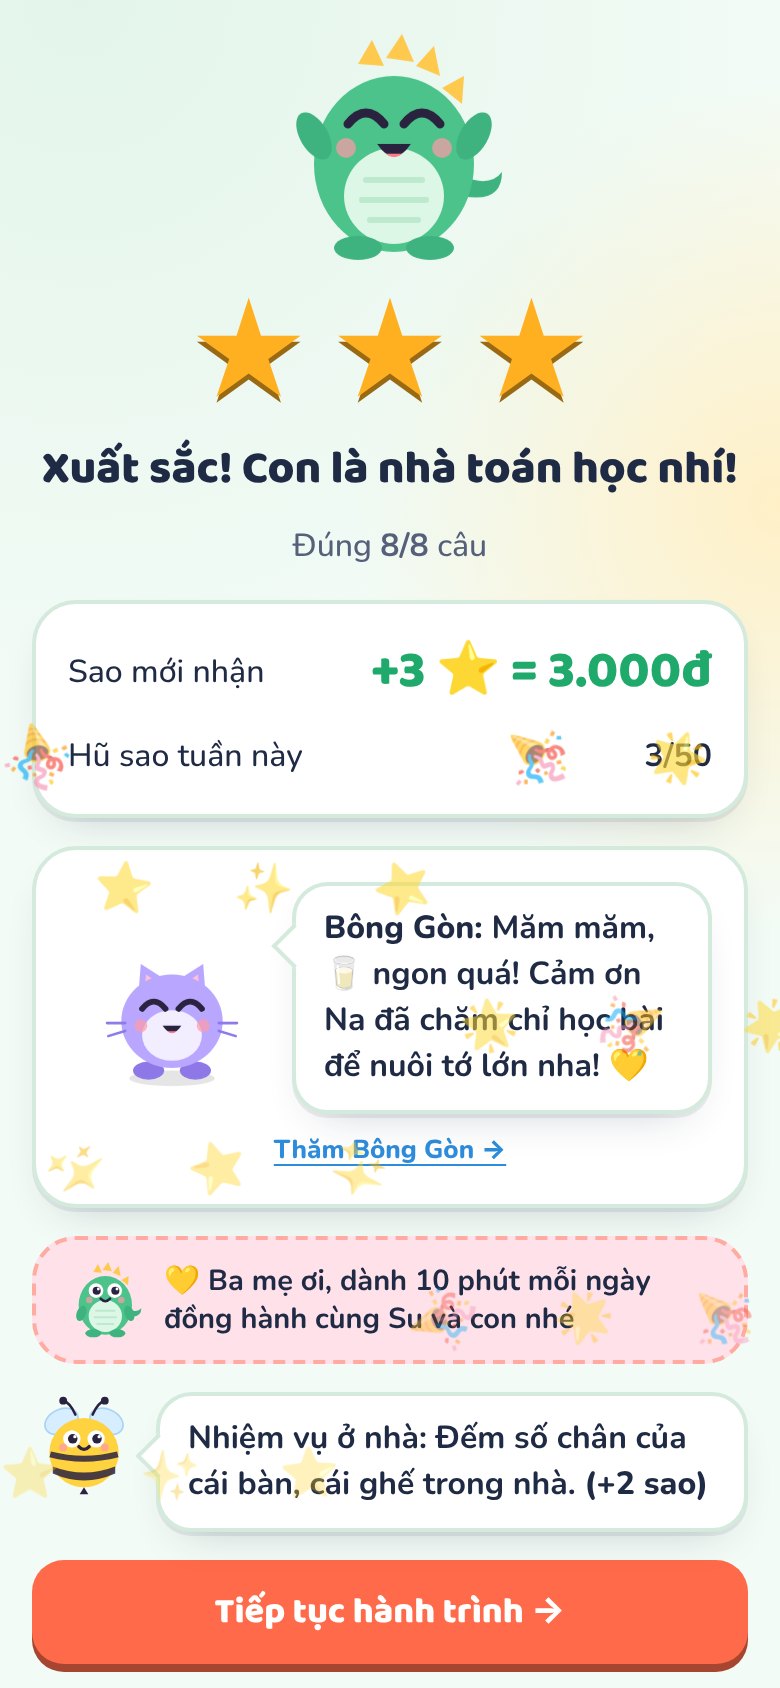 Xuất sắc! Con là nhà toán học nhí!
Đúng 8/8 câu
Sao mới nhận
+3 ⭐ = 3.000đ
Hũ sao tuần này
3/50
Bông Gòn: Măm măm,
🥛 ngon quá! Cảm ơn
Na đã chăm chỉ học bài
để nuôi tớ lớn nha! 💛
Thăm Bông Gòn →
💛 Ba mẹ ơi, dành 10 phút mỗi ngày
đồng hành cùng Su và con nhé
Nhiệm vụ ở nhà: Đếm số chân của
cái bàn, cái ghế trong nhà. (+2 sao)
Tiếp tục hành trình →